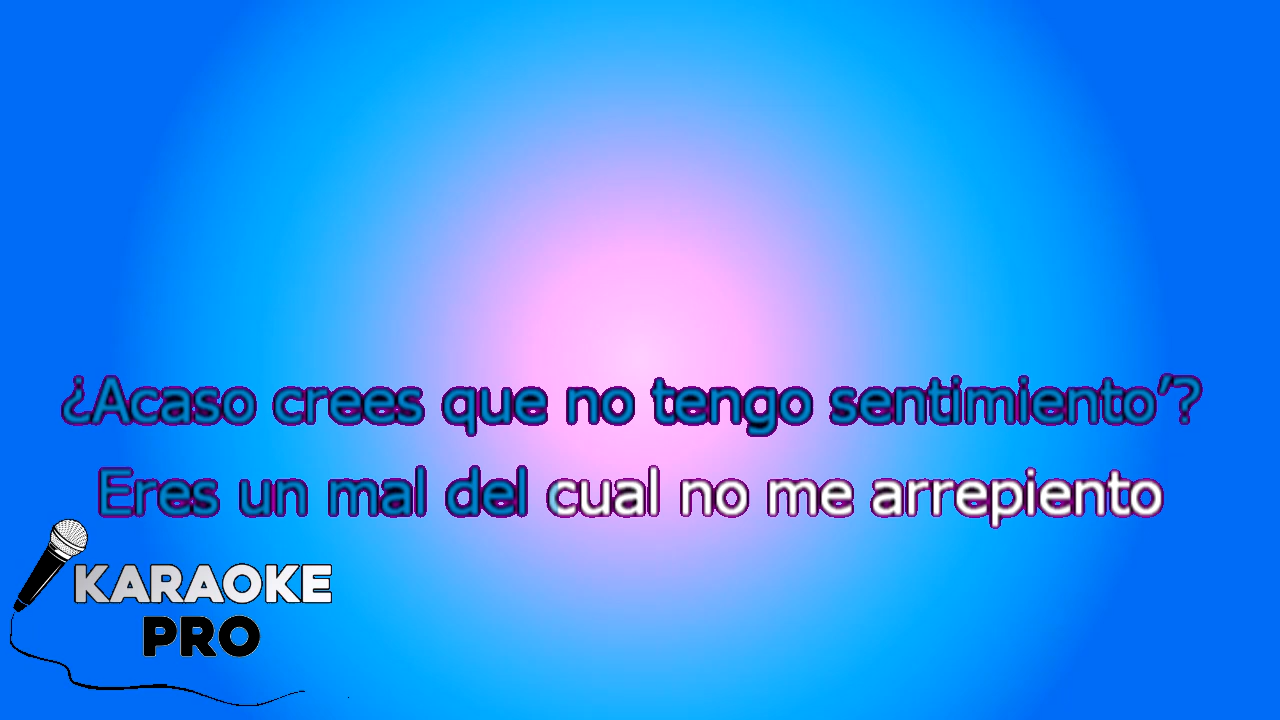 ¿Acaso crees que no tengo sentimiento’?
Eres un mal del cual no me arrepiento
KARAOKE
PRO